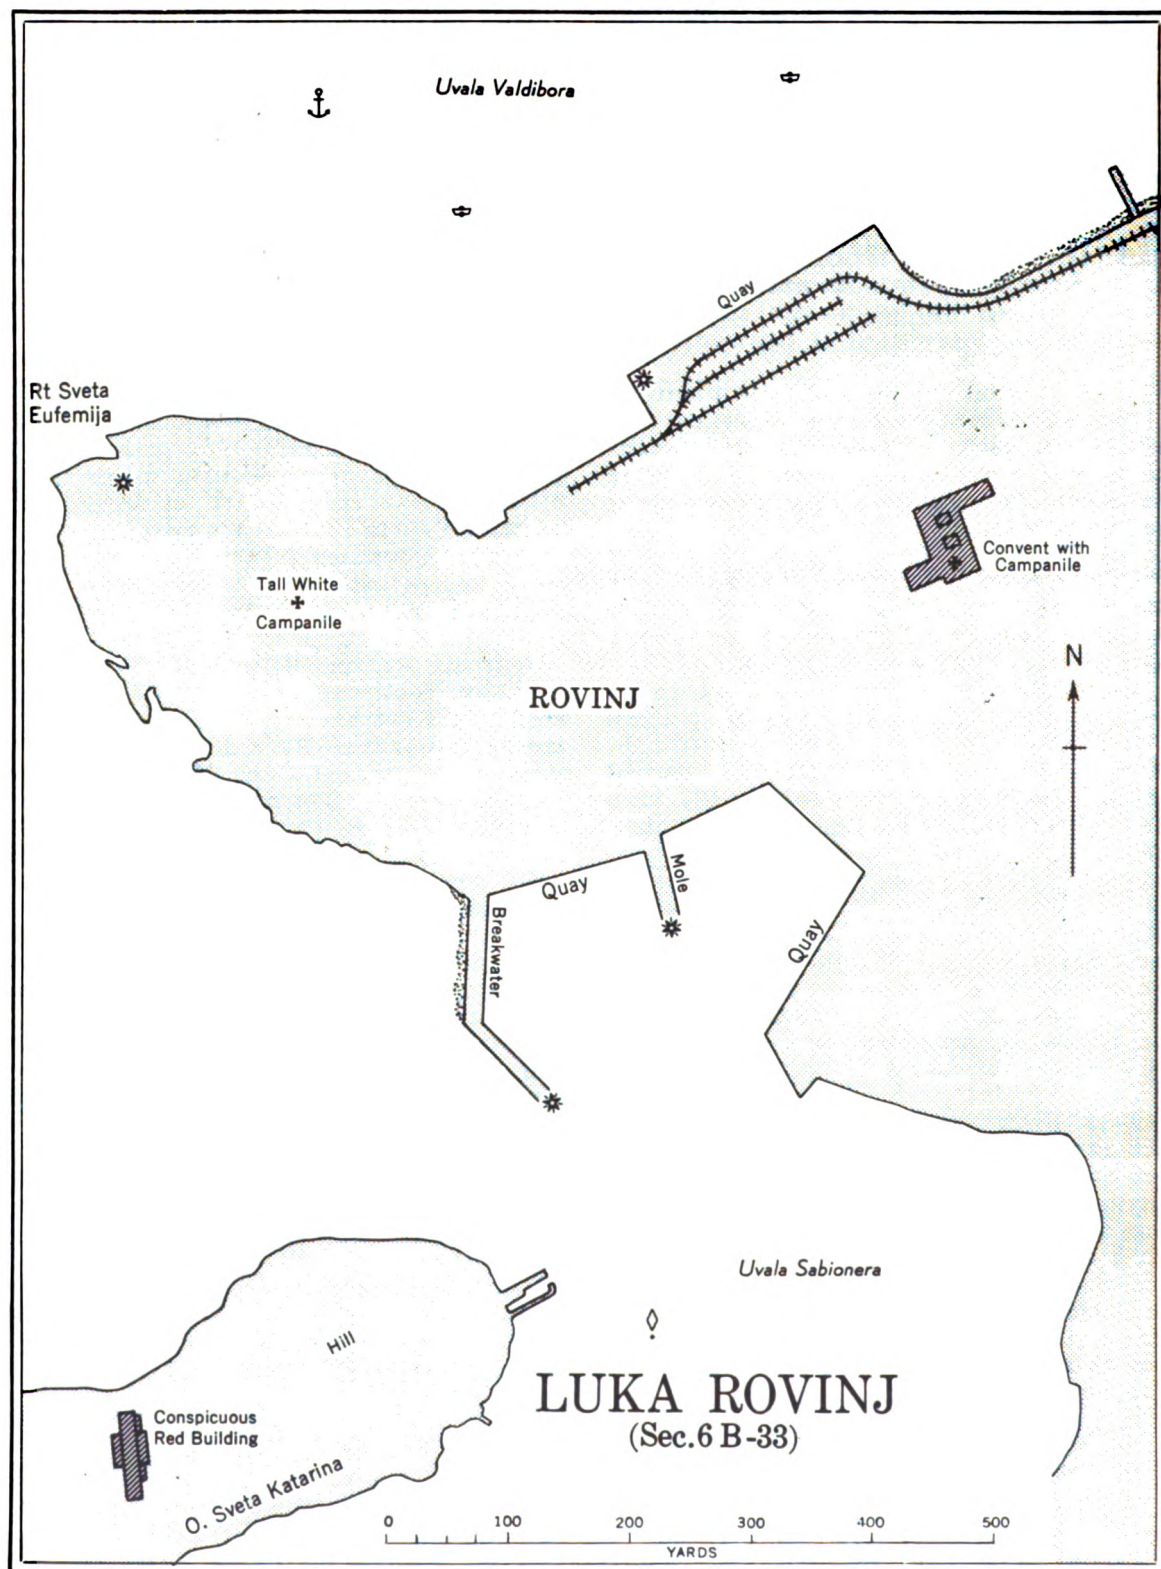 Uvala Valdibora
Quay
Rt Sveta
Eufemija
Convent with
Campanile
Tall White
Campanile
N
ROVINJ
Mole
Quay
Breakwater
Quay
Uvala Sabionera
Hill
LUKA ROVINJ
(Sec.6 B-33)
Conspicuous
Red Building
O. Sveta Katarina
0 100 200 300 400 500
YARDS